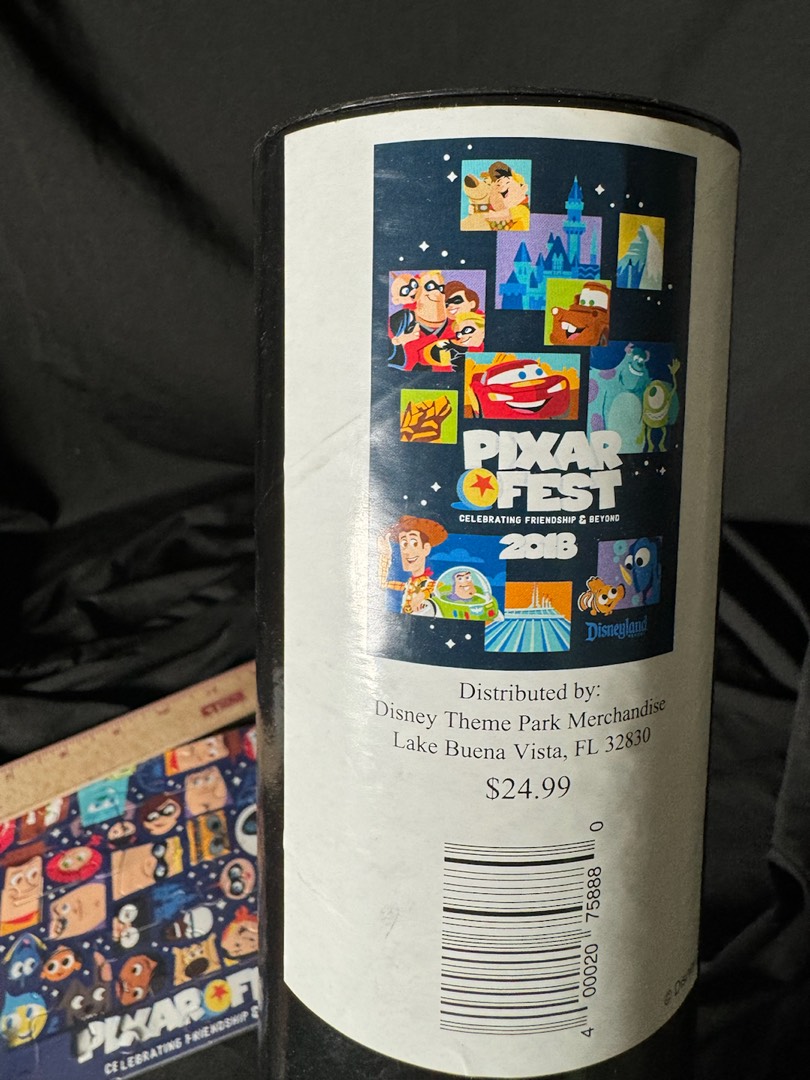 PIXAR
FEST
CELEBRATING FRIENDSHIP & BEYOND
2018
Disneyland
Distributed by:
Disney Theme Park Merchandise
Lake Buena Vista, FL 32830
$24.99
4 00020 75888 0
PIXAR F
CELEBRATING FRIENDSHIP